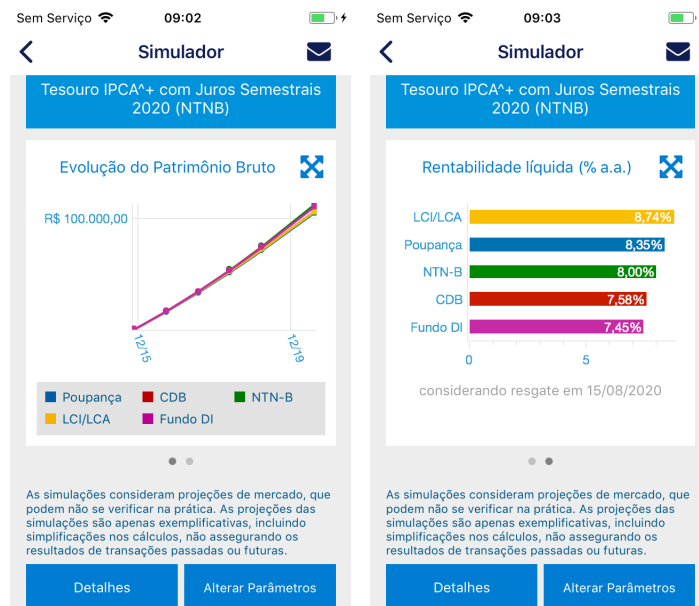 Sem Serviço 09:02
Simulador
Tesouro IPCA^+ com Juros Semestrais
2020 (NTNB)
Evolução do Patrimônio Bruto
R$ 100.000,00
12/15
12/19
Poupança
CDB
NTN-B
LCI/LCA
Fundo DI
As simulações consideram projeções de mercado, que
podem não se verificar na prática. As projeções das
simulações são apenas exemplificativas, incluindo
simplificações nos cálculos, não assegurando os
resultados de transações passadas ou futuras.
Detalhes
Alterar Parâmetros
Sem Serviço 09:03
Simulador
Tesouro IPCA^+ com Juros Semestrais
2020 (NTNB)
Rentabilidade líquida (% a.a.)
LCI/LCA 8,74%
Poupança 8,35%
NTN-B 8,00%
CDB 7,58%
Fundo DI 7,45%
0 5
considerando resgate em 15/08/2020
As simulações consideram projeções de mercado, que
podem não se verificar na prática. As projeções das
simulações são apenas exemplificativas, incluindo
simplificações nos cálculos, não assegurando os
resultados de transações passadas ou futuras.
Detalhes
Alterar Parâmetros